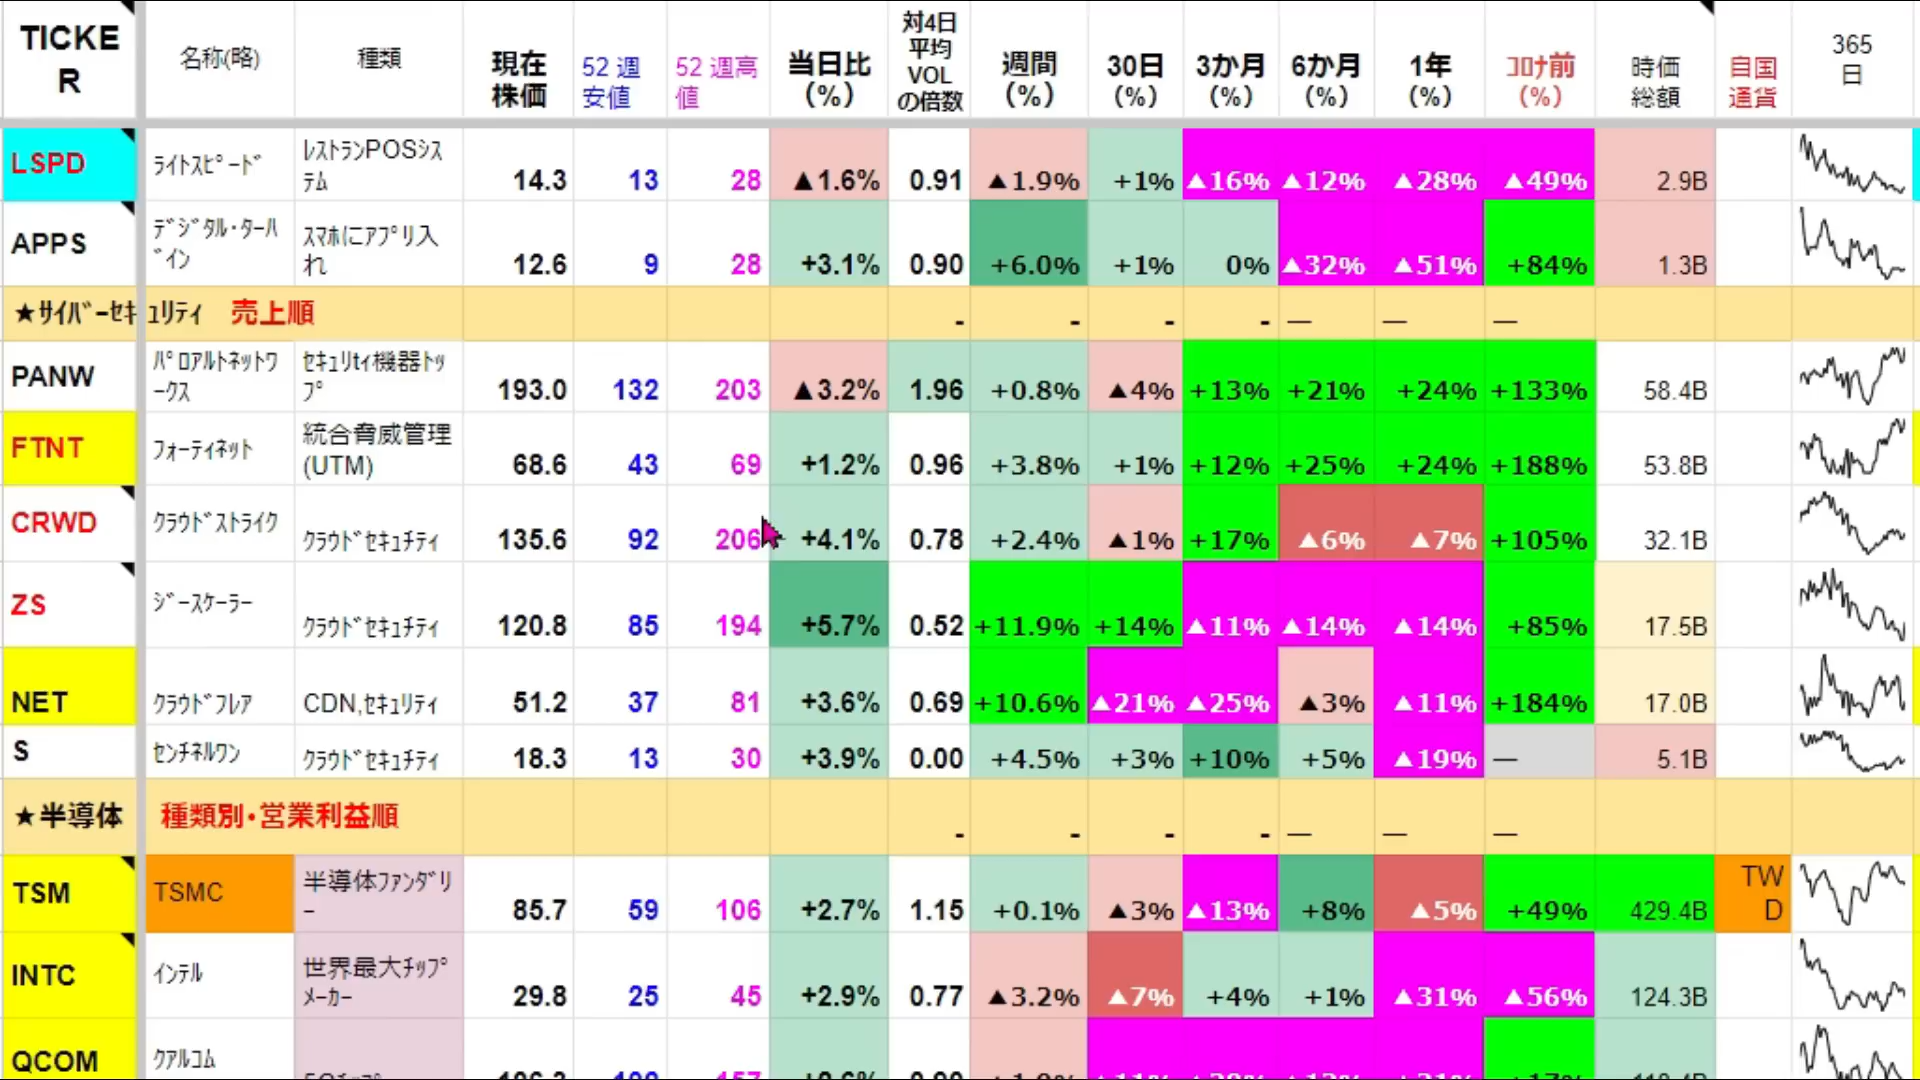 TICKE
R
名称(略)
種類
現在
株価
52 週
安値
52 週高
値
当日比
(%)
対4日
平均
VOL
の倍数
週間
(%)
30日
(%)
3か月
(%)
6か月
(%)
1年
(%)
ｺﾛﾅ前
(%)
時価
総額
自国
通貨
365
日
LSPD
ﾗｲﾄｽﾋﾟｰﾄﾞ
ﾚｽﾄﾗﾝPOSｼｽ
ﾃﾑ
14.3 13 28 ▲1.6% 0.91 ▲1.9% +1% ▲16% ▲12% ▲28% ▲49% 2.9B
APPS
ﾃﾞｼﾞﾀﾙ･ﾀｰﾊ
ﾞｲﾝ
ｽﾏﾎにｱﾌﾟﾘ入
れ
12.6 9 28 +3.1% 0.90 +6.0% +1% 0% ▲32% ▲51% +84% 1.3B
★ｻｲﾊﾞｰｾｷｭﾘﾃｨ 売上順 - - - - — — —
PANW
ﾊﾟﾛｱﾙﾄﾈｯﾄﾜ
ｰｸｽ
ｾｷｭﾘtｨ機器ﾄｯ
ﾌﾟ
193.0 132 203 ▲3.2% 1.96 +0.8% ▲4% +13% +21% +24% +133% 58.4B
FTNT
ﾌｫｰﾃｨﾈｯﾄ
統合脅威管理
(UTM)
68.6 43 69 +1.2% 0.96 +3.8% +1% +12% +25% +24% +188% 53.8B
CRWD
ｸﾗｳﾄﾞｽﾄﾗｲｸ
ｸﾗｳﾄﾞｾｷｭﾁﾃｨ
135.6 92 206 +4.1% 0.78 +2.4% ▲1% +17% ▲6% ▲7% +105% 32.1B
ZS
ｼﾞｰｽｹｰﾗｰ
ｸﾗｳﾄﾞｾｷｭﾁﾃｨ
120.8 85 194 +5.7% 0.52 +11.9% +14% ▲11% ▲14% ▲14% +85% 17.5B
NET ｸﾗｳﾄﾞﾌﾚｱ CDN,ｾｷｭﾘﾃｨ 51.2 37 81 +3.6% 0.69 +10.6% ▲21% ▲25% ▲3% ▲11% +184% 17.0B
S ｾﾝﾁﾈﾙﾜﾝ ｸﾗｳﾄﾞｾｷｭﾁﾃｨ 18.3 13 30 +3.9% 0.00 +4.5% +3% +10% +5% ▲19% — 5.1B
★半導体 種類別･営業利益順 - - - - — — —
TSM
TSMC
半導体ﾌｧﾝﾀﾞﾘ
ｰ
85.7 59 106 +2.7% 1.15 +0.1% ▲3% ▲13% +8% ▲5% +49% 429.4B
TW
D
INTC
ｲﾝﾃﾙ
世界最大ﾁｯﾌﾟ
ﾒｰｶｰ
29.8 25 45 +2.9% 0.77 ▲3.2% ▲7% +4% +1% ▲31% ▲56% 124.3B
QCOM
ｸｱﾙｺﾑ